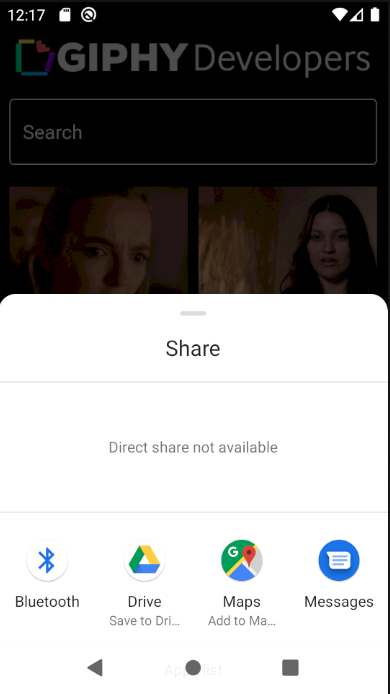 12:17
GIPHY Developers
Search
Share
Direct share not available
Bluetooth
Drive
Maps
Messages
Save to Dri...
Add to Ma...
Apps list